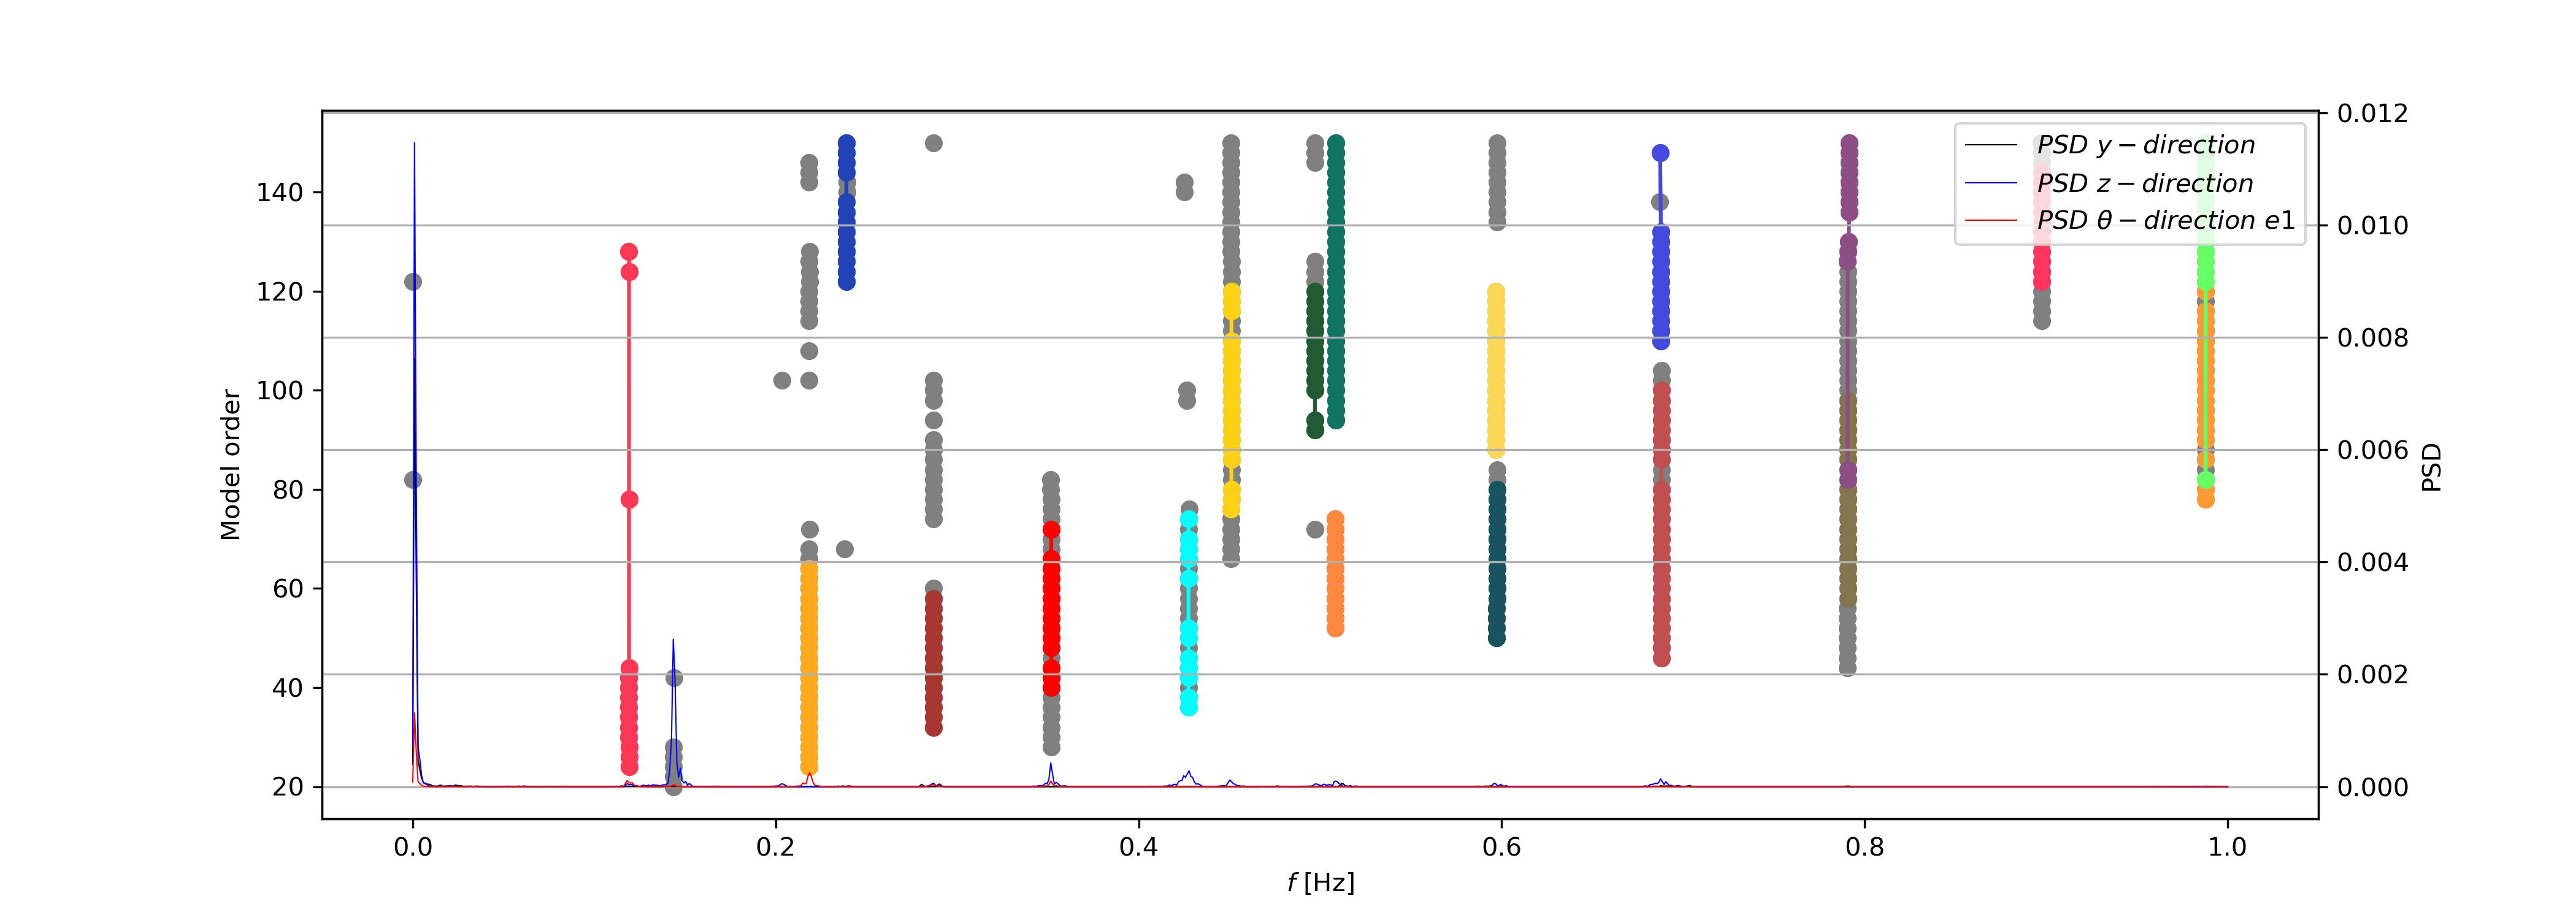 0.012
PSD y − direction
PSD z − direction
PSD θ − direction e1
140
0.010
120
0.008
100
0.006
80
0.004
60
0.002
40
0.000
20
Model order
PSD
0.0 0.2 0.4 0.6 0.8 1.0
f [Hz]